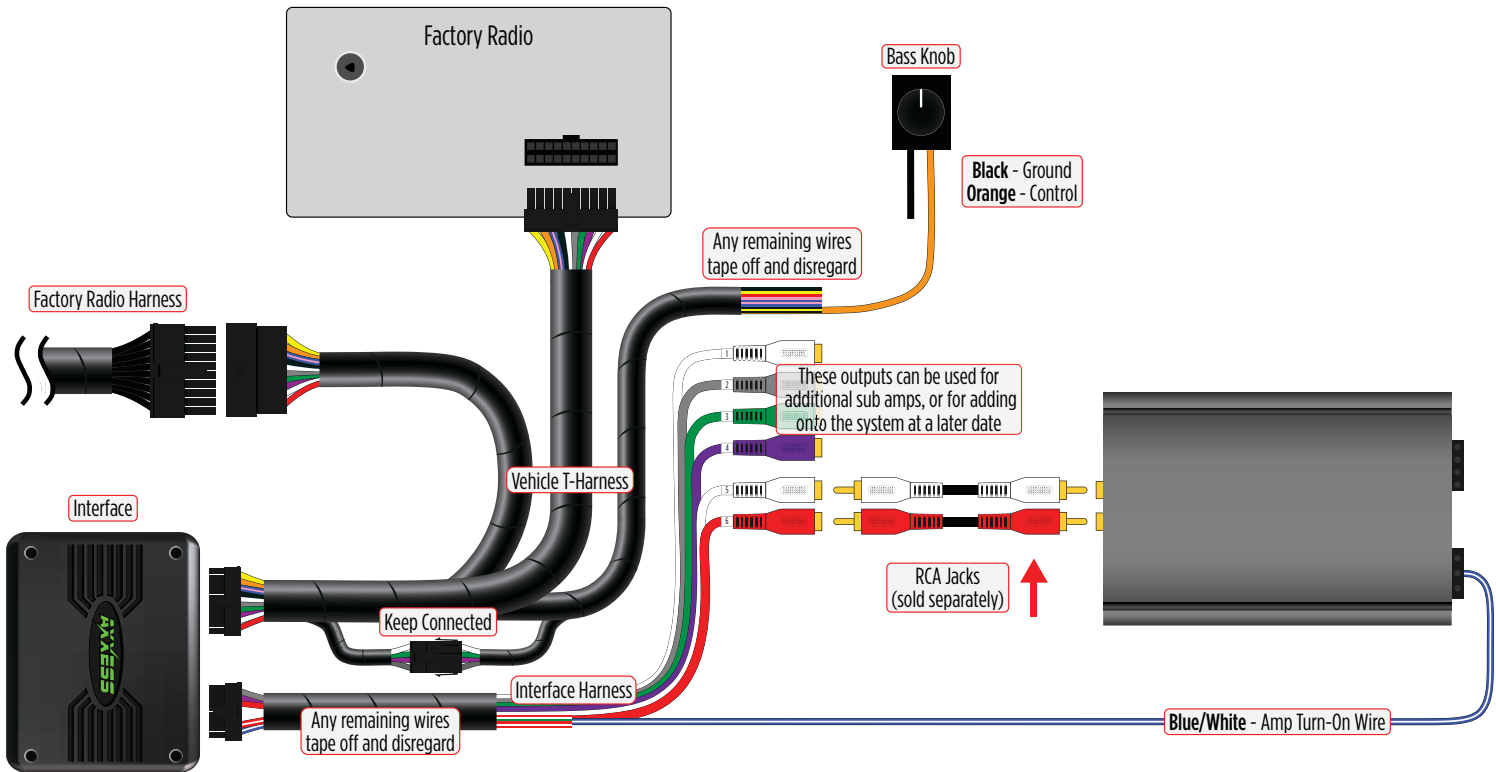 Factory Radio
Bass Knob
Black - Ground
Orange - Control
Any remaining wires
tape off and disregard
Factory Radio Harness
1
2
3
4
5
6
These outputs can be used for
additional sub amps, or for adding
onto the system at a later date
Vehicle T-Harness
Interface
AXXESS
RCA Jacks
(sold separately)
Keep Connected
Interface Harness
Any remaining wires
tape off and disregard
Blue/White - Amp Turn-On Wire